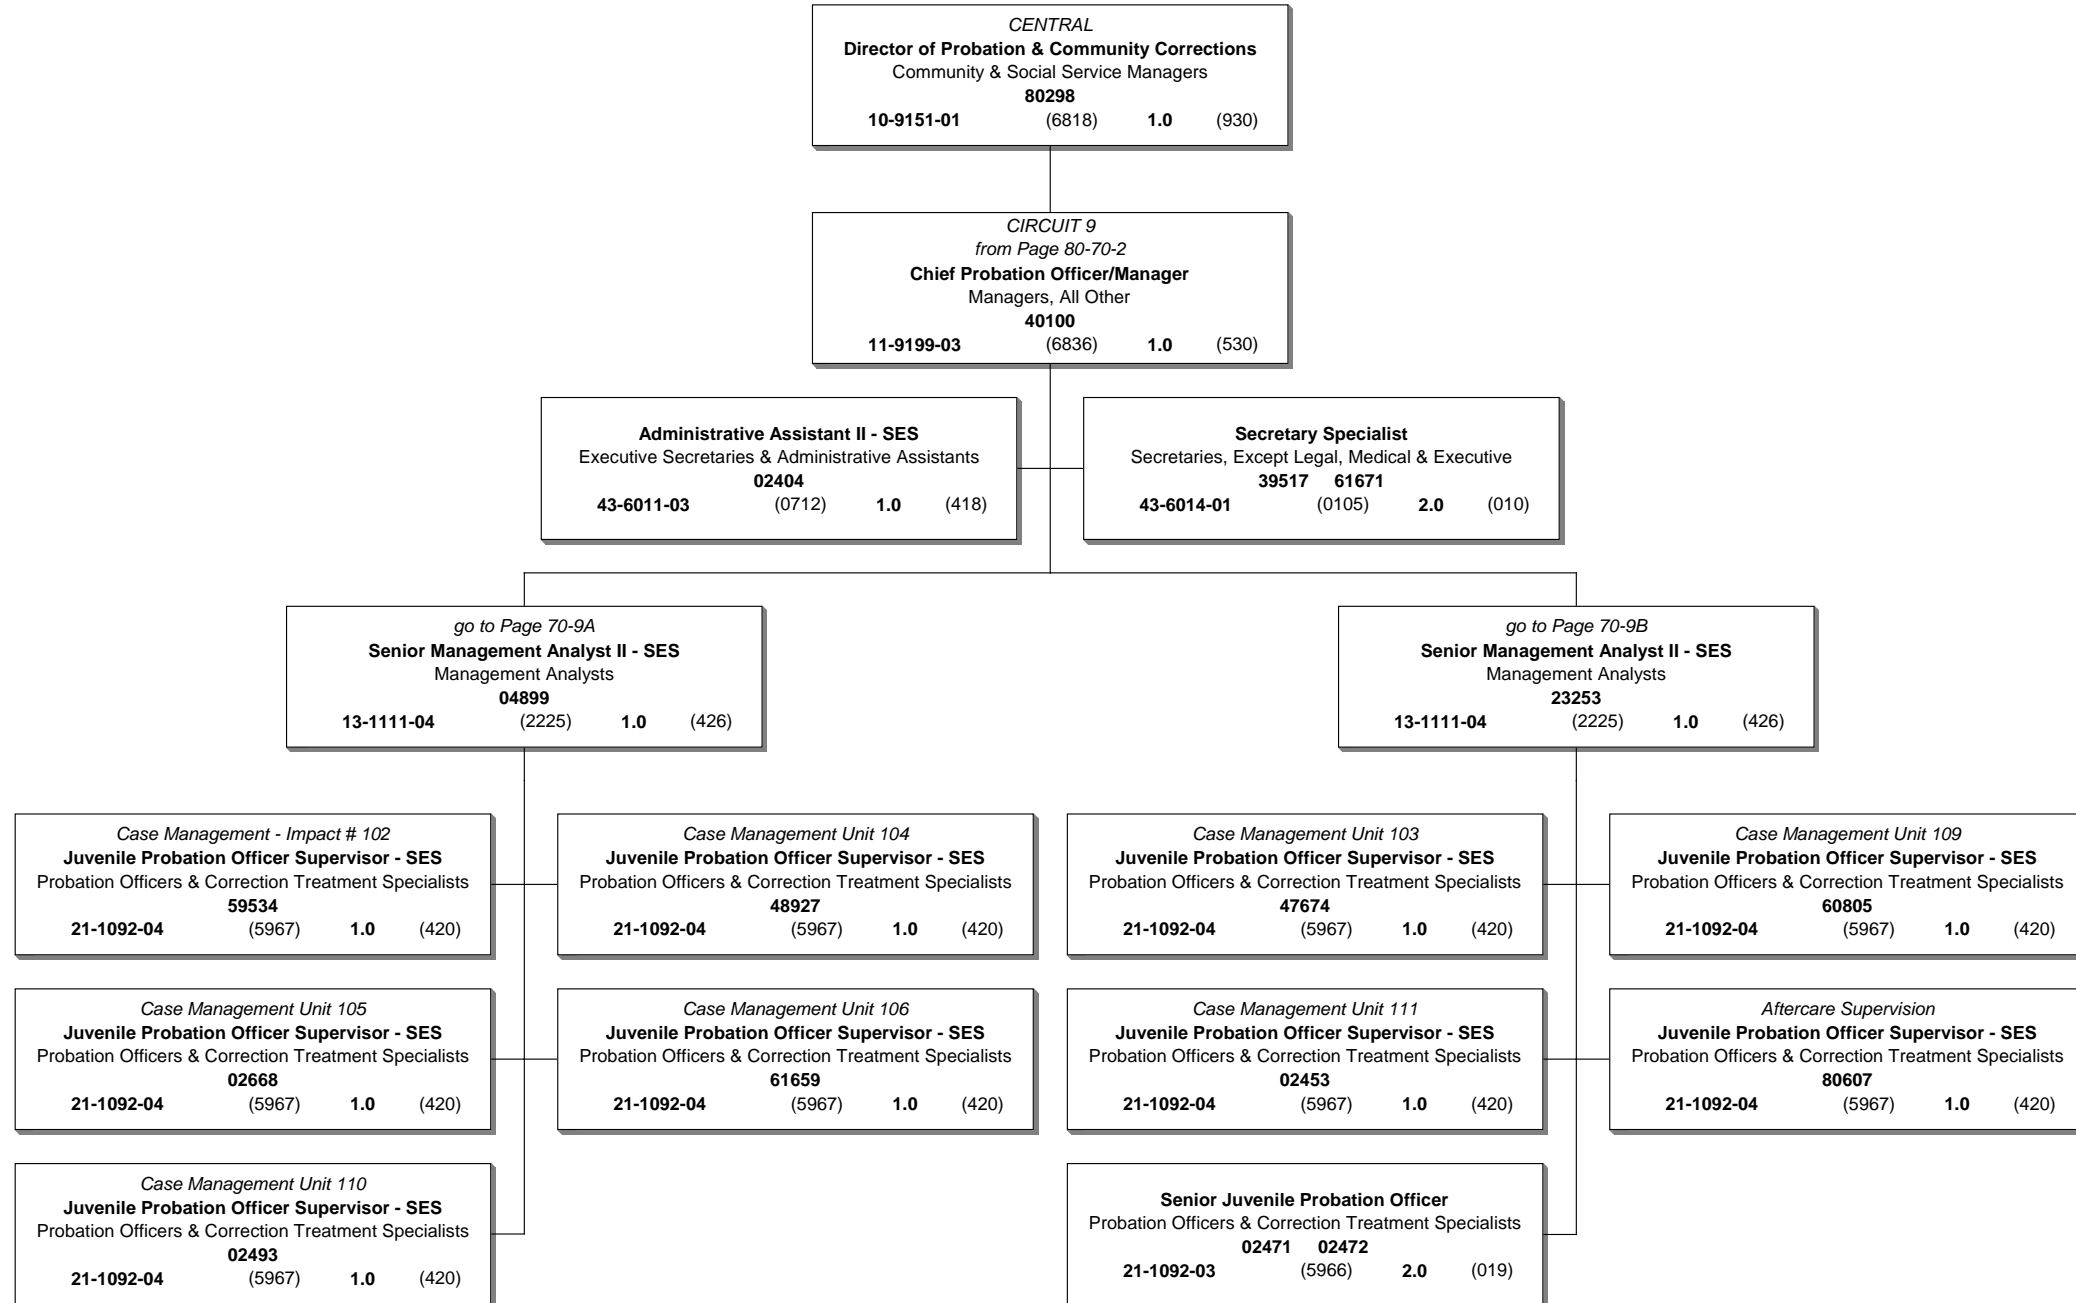 CENTRAL
Director of Probation & Community Corrections
Community & Social Service Managers
80298
10-9151-01 (6818) 1.0 (930)
CIRCUIT 9
from Page 80-70-2
Chief Probation Officer/Manager
Managers, All Other
40100
11-9199-03 (6836) 1.0 (530)
Administrative Assistant II - SES
Executive Secretaries & Administrative Assistants
02404
43-6011-03 (0712) 1.0 (418)
Secretary Specialist
Secretaries, Except Legal, Medical & Executive
39517 61671
43-6014-01 (0105) 2.0 (010)
go to Page 70-9A
Senior Management Analyst II - SES
Management Analysts
04899
13-1111-04 (2225) 1.0 (426)
go to Page 70-9B
Senior Management Analyst II - SES
Management Analysts
23253
13-1111-04 (2225) 1.0 (426)
Case Management - Impact # 102
Juvenile Probation Officer Supervisor - SES
Probation Officers & Correction Treatment Specialists
59534
21-1092-04 (5967) 1.0 (420)
Case Management Unit 104
Juvenile Probation Officer Supervisor - SES
Probation Officers & Correction Treatment Specialists
48927
21-1092-04 (5967) 1.0 (420)
Case Management Unit 103
Juvenile Probation Officer Supervisor - SES
Probation Officers & Correction Treatment Specialists
47674
21-1092-04 (5967) 1.0 (420)
Case Management Unit 109
Juvenile Probation Officer Supervisor - SES
Probation Officers & Correction Treatment Specialists
60805
21-1092-04 (5967) 1.0 (420)
Case Management Unit 105
Juvenile Probation Officer Supervisor - SES
Probation Officers & Correction Treatment Specialists
02668
21-1092-04 (5967) 1.0 (420)
Case Management Unit 106
Juvenile Probation Officer Supervisor - SES
Probation Officers & Correction Treatment Specialists
61659
21-1092-04 (5967) 1.0 (420)
Case Management Unit 111
Juvenile Probation Officer Supervisor - SES
Probation Officers & Correction Treatment Specialists
02453
21-1092-04 (5967) 1.0 (420)
Aftercare Supervision
Juvenile Probation Officer Supervisor - SES
Probation Officers & Correction Treatment Specialists
80607
21-1092-04 (5967) 1.0 (420)
Case Management Unit 110
Juvenile Probation Officer Supervisor - SES
Probation Officers & Correction Treatment Specialists
02493
21-1092-04 (5967) 1.0 (420)
Senior Juvenile Probation Officer
Probation Officers & Correction Treatment Specialists
02471 02472
21-1092-03 (5966) 2.0 (019)